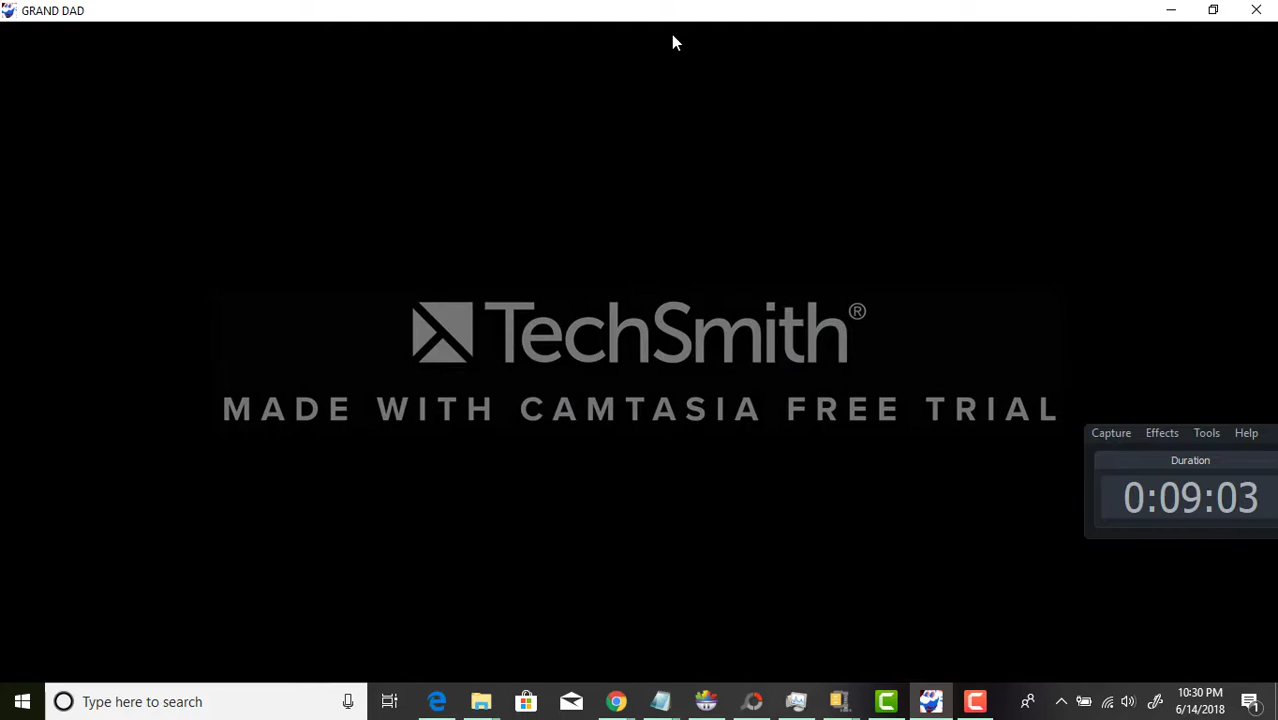 GRAND DAD
TechSmith®
MADE WITH CAMTASIA FREE TRIAL
Capture Effects Tools Help
Duration
0:09:03
Type here to search
10:30 PM
6/14/2018
1